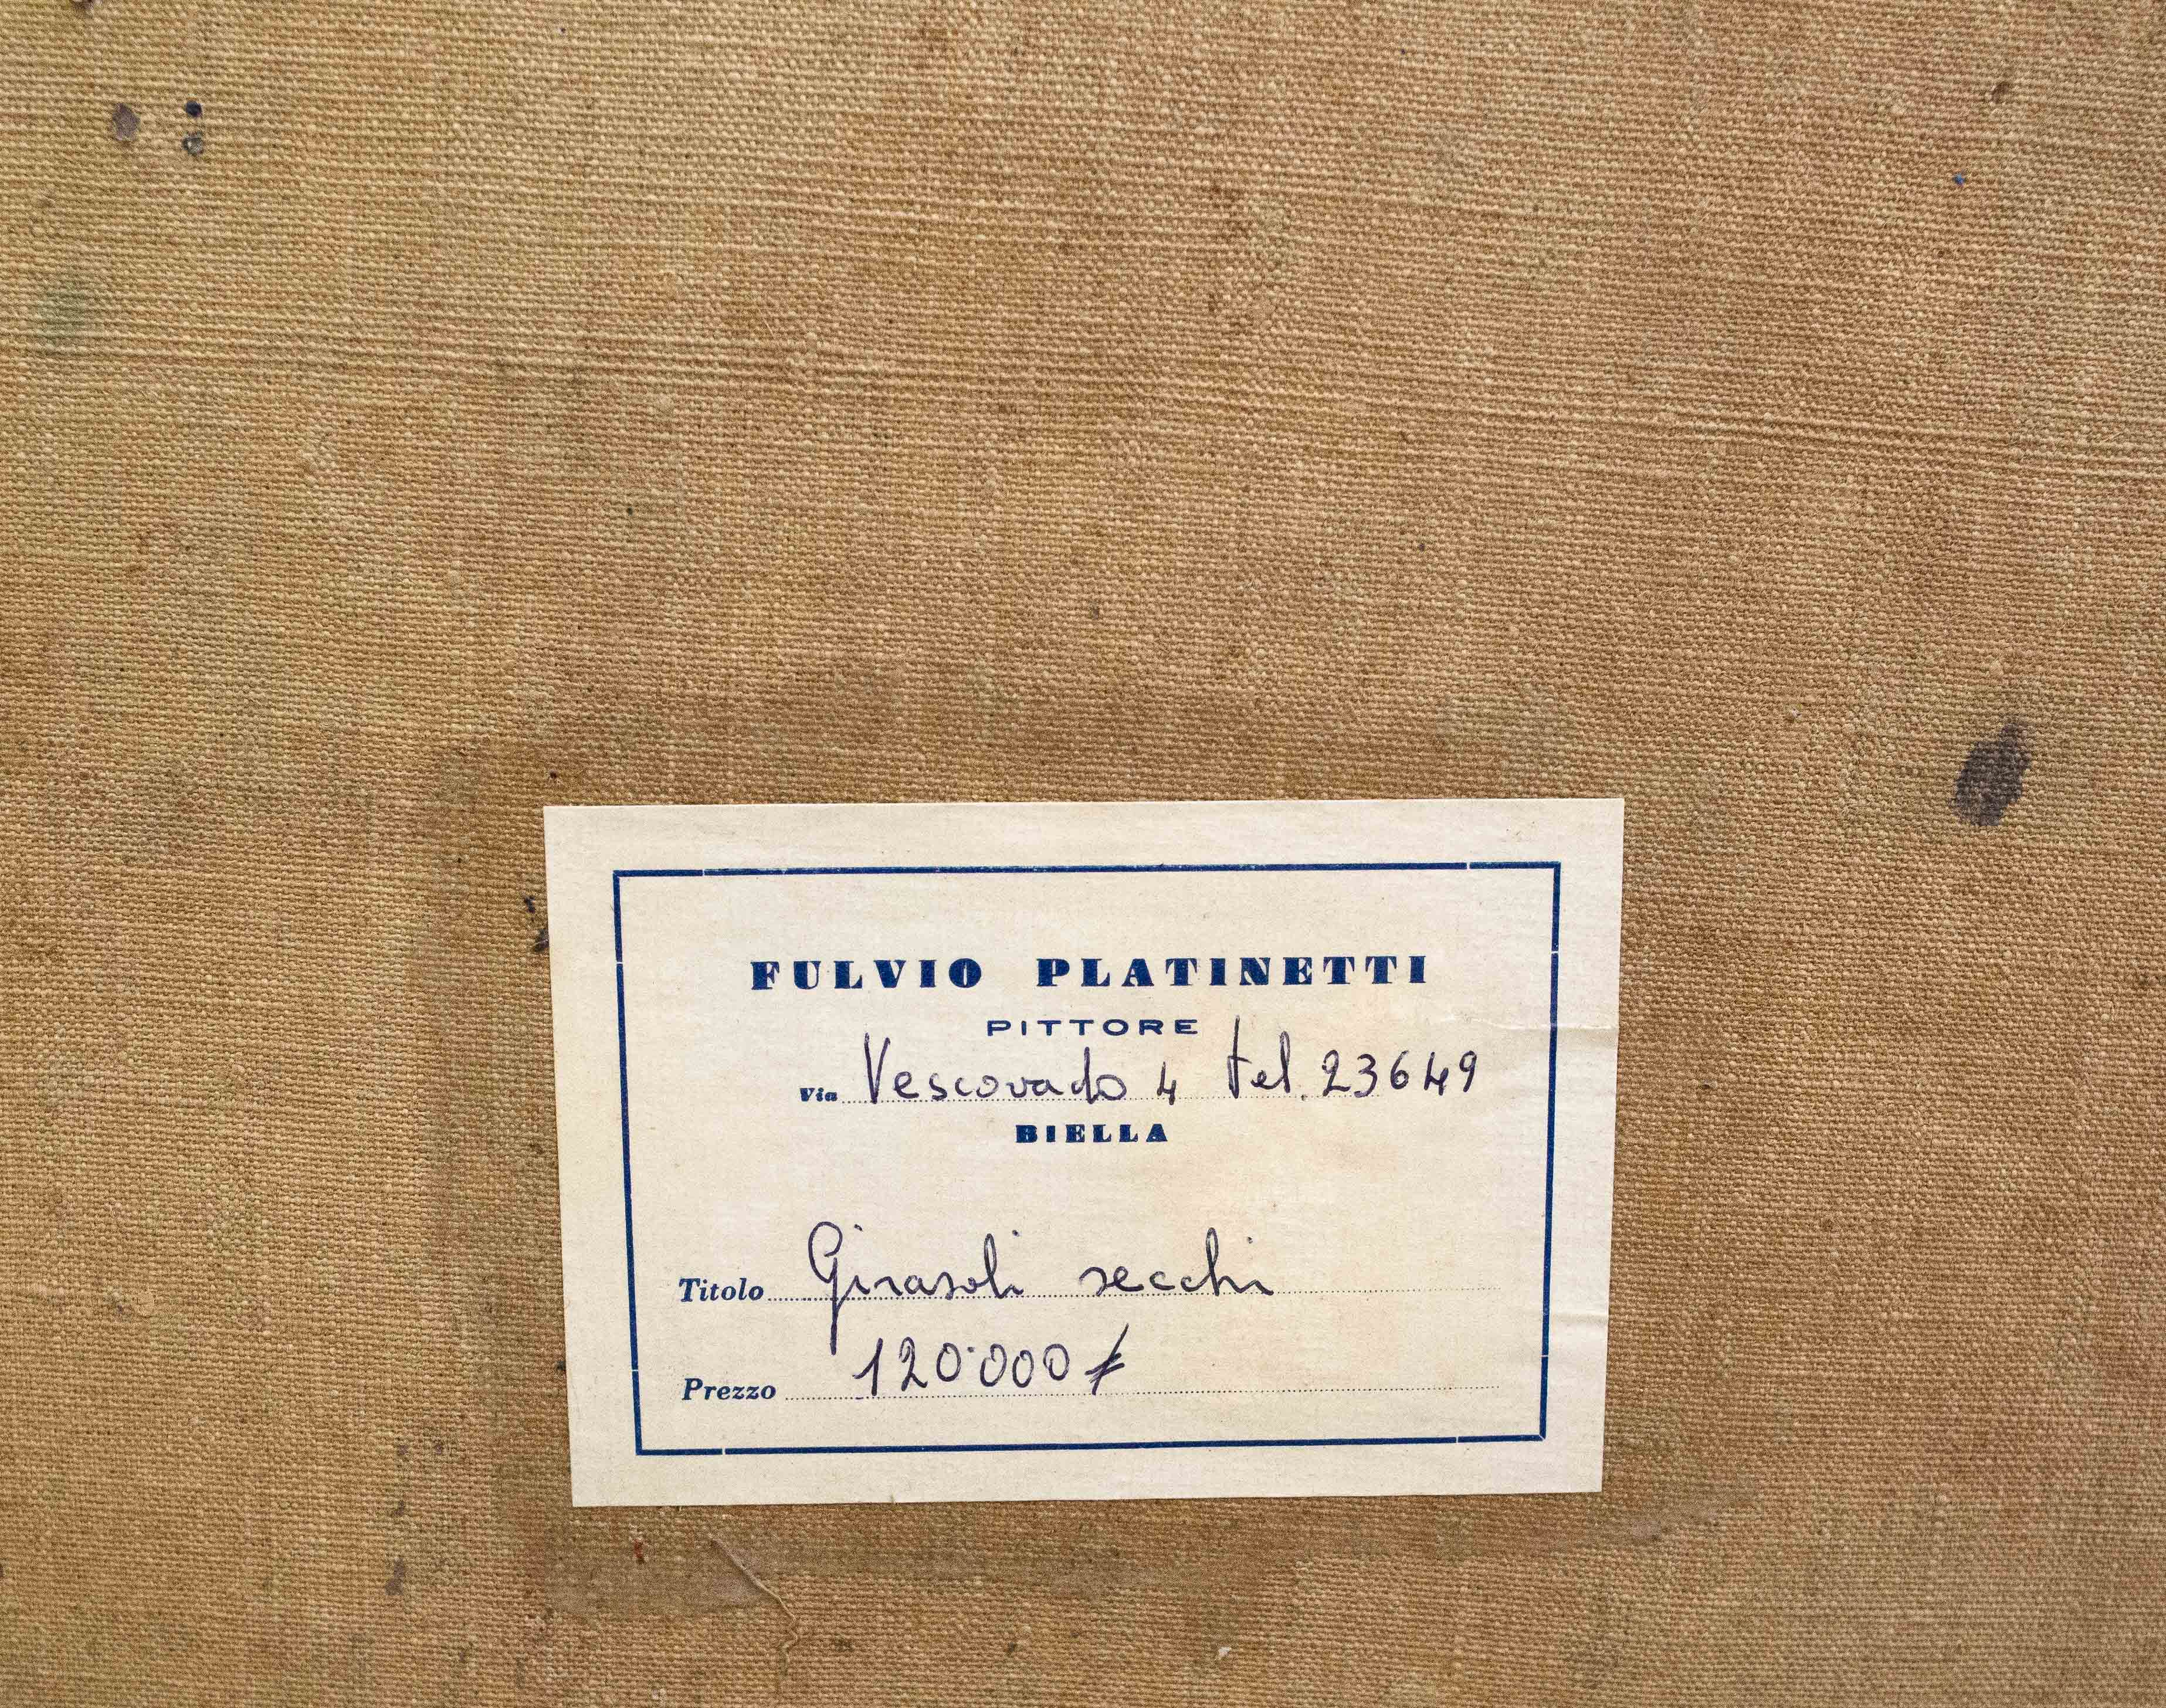 FULVIO PLATINETTI
PITTORE
Via Vescovado 4 tel. 23649
BIELLA
Titolo Girasoli secchi
Prezzo 120.000 £